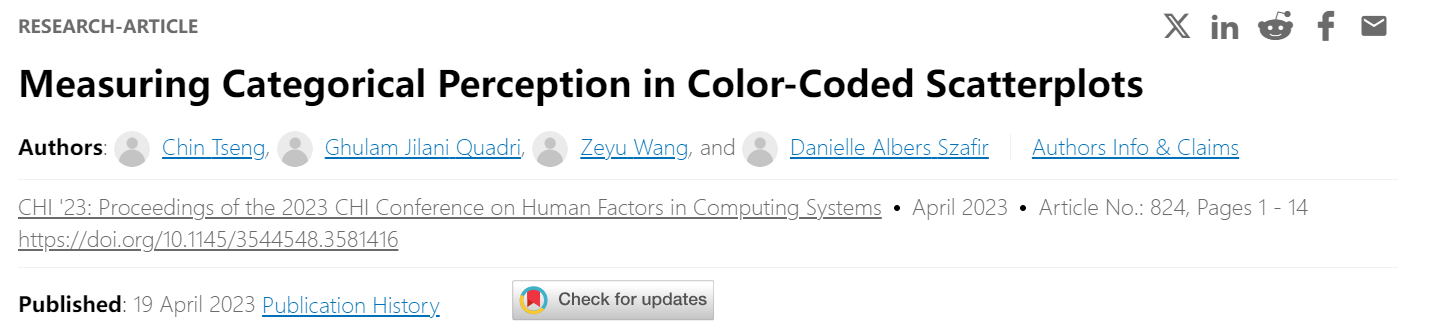 RESEARCH-ARTICLE
Measuring Categorical Perception in Color-Coded Scatterplots
Authors: Chin Tseng, Ghulam Jilani Quadri, Zeyu Wang, and Danielle Albers Szafir Authors Info & Claims
CHI '23: Proceedings of the 2023 CHI Conference on Human Factors in Computing Systems • April 2023 • Article No.: 824, Pages 1 - 14
https://doi.org/10.1145/3544548.3581416
Published: 19 April 2023 Publication History Check for updates